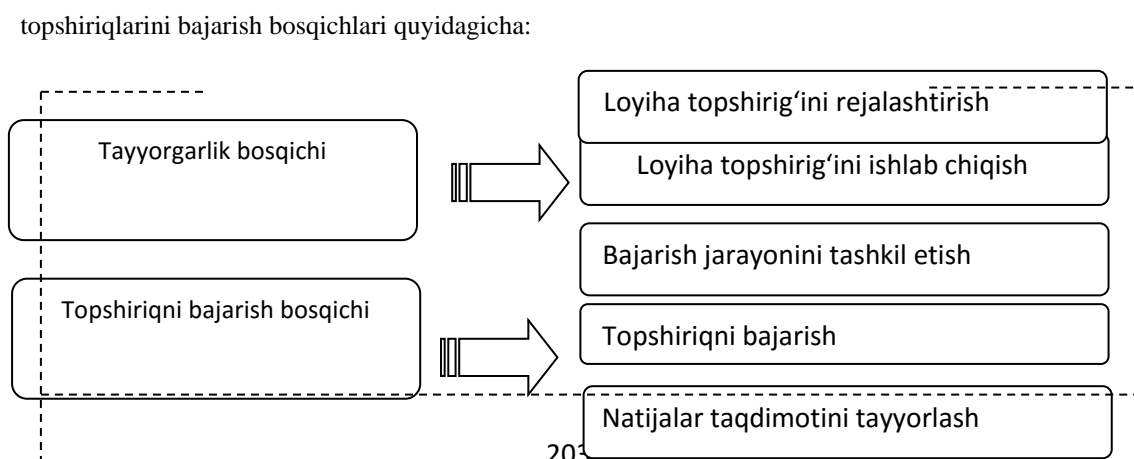 topshiriqlarini bajarish bosqichlari quyidagicha:
Tayyorgarlik bosqichi
Loyiha topshirig‘ini rejalashtirish
Loyiha topshirig‘ini ishlab chiqish
Bajarish jarayonini tashkil etish
Topshiriqni bajarish bosqichi
Topshiriqni bajarish
Natijalar taqdimotini tayyorlash
203